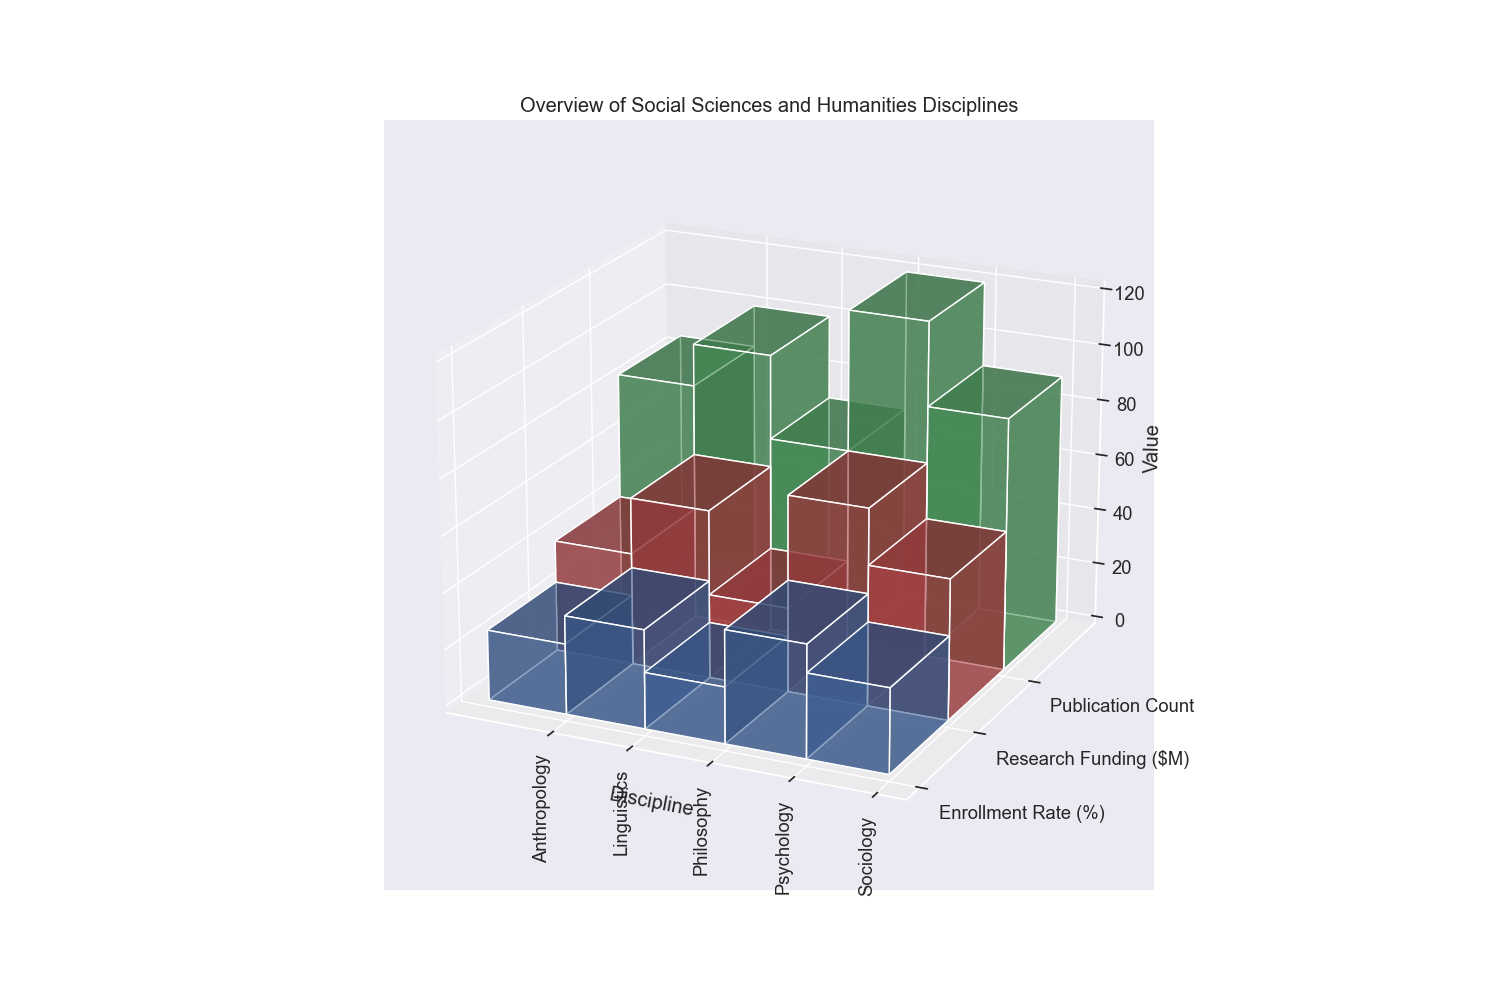 Overview of Social Sciences and Humanities Disciplines
120
100
80
60
40
20
0
Value
Publication Count
Research Funding ($M)
Enrollment Rate (%)
Anthropology
Linguistics
Philosophy
Psychology
Sociology
Discipline